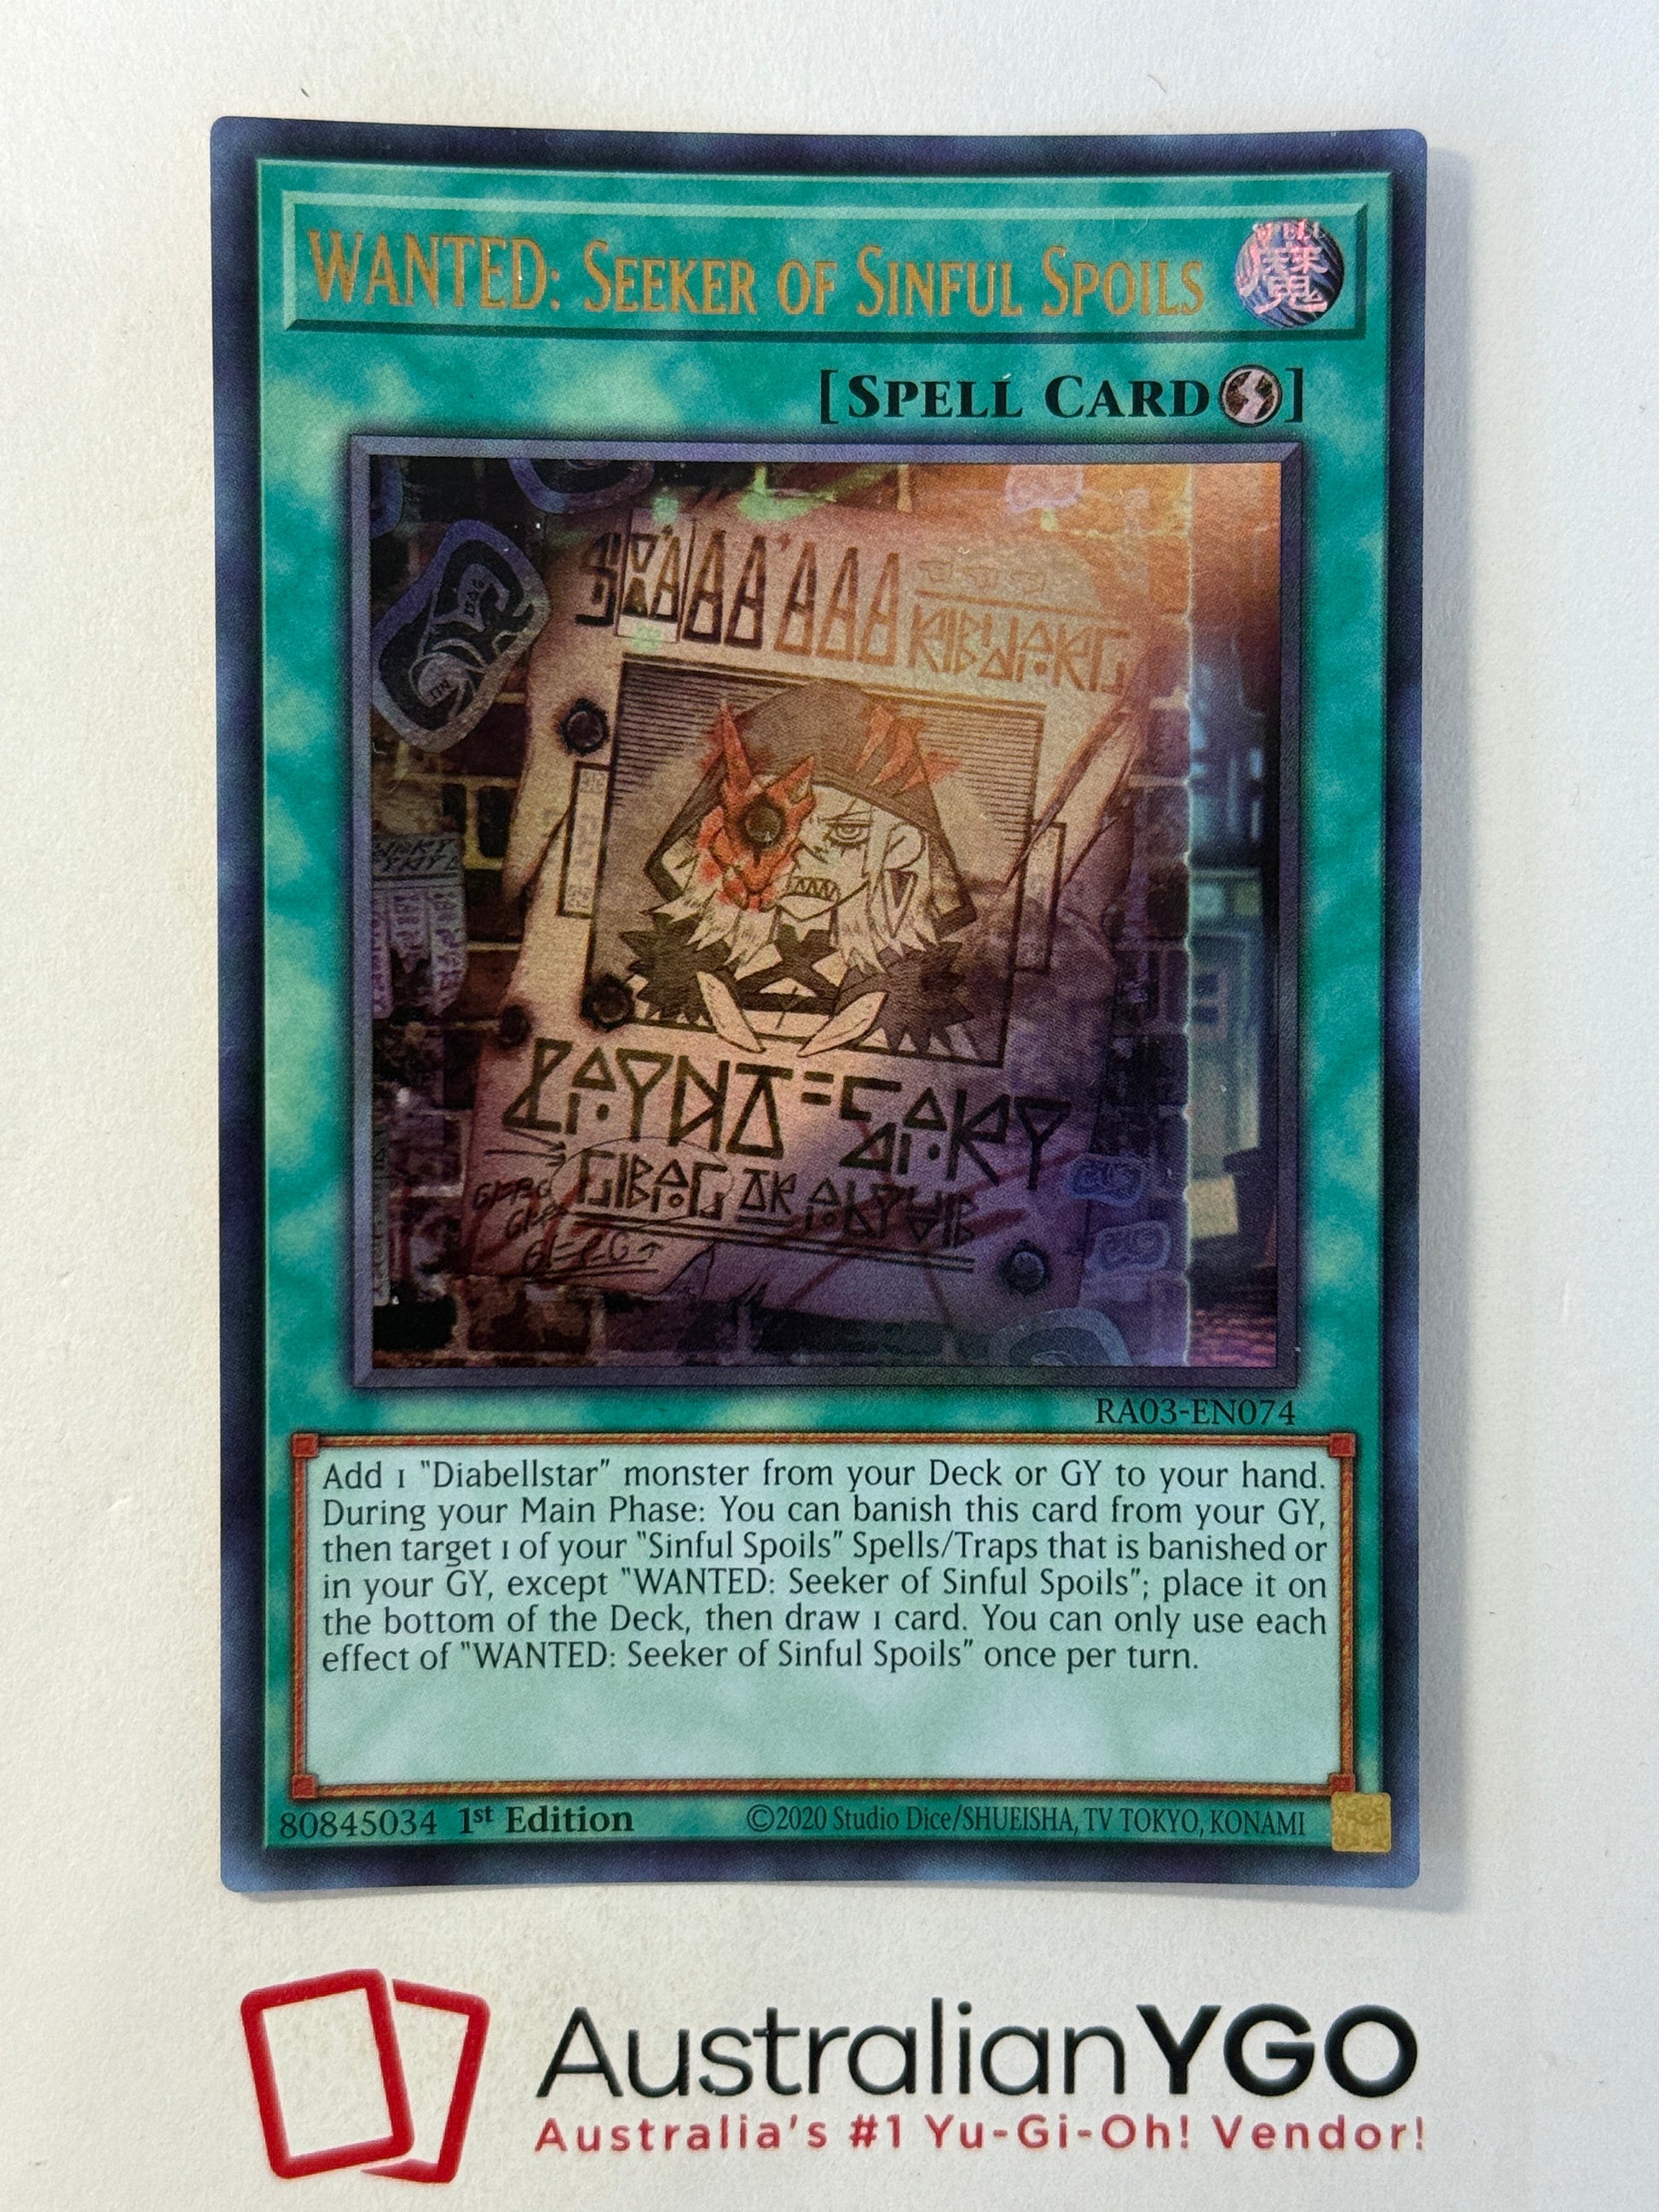 WANTED: SEEKER OF SINFUL SPOILS
SPELL
魔
[SPELL CARD]
RA03-EN074
Add 1 "Diabellstar" monster from your Deck or GY to your hand.
During your Main Phase: You can banish this card from your GY,
then target 1 of your "Sinful Spoils" Spells/Traps that is banished or
in your GY, except "WANTED: Seeker of Sinful Spoils"; place it on
the bottom of the Deck, then draw 1 card. You can only use each
effect of "WANTED: Seeker of Sinful Spoils" once per turn.
80845034 1st Edition ©2020 Studio Dice/SHUEISHA, TV TOKYO, KONAMI
AustralianYGO
Australia's #1 Yu-Gi-Oh! Vendor!